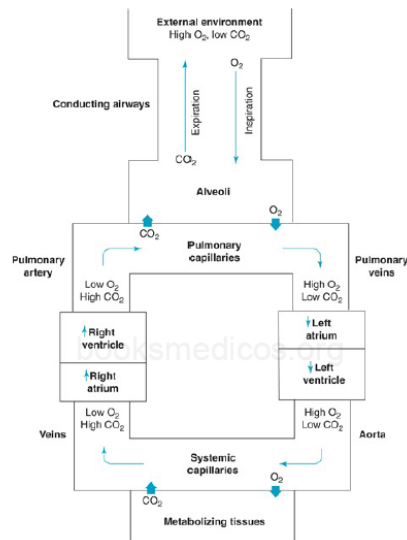 External environment
High O₂, low CO₂
O₂
Conducting airways
Expiration
Inspiration
CO₂
Alveoli
CO₂
O₂
Pulmonary
capillaries
Pulmonary
artery
Pulmonary
veins
Low O₂
High CO₂
High O₂
Low CO₂
Right
ventricle
Left
atrium
booksmedicos.org
Right
atrium
Left
ventricle
Low O₂
High CO₂
High O₂
Low CO₂
Veins
Aorta
Systemic
capillaries
CO₂
O₂
Metabolizing tissues